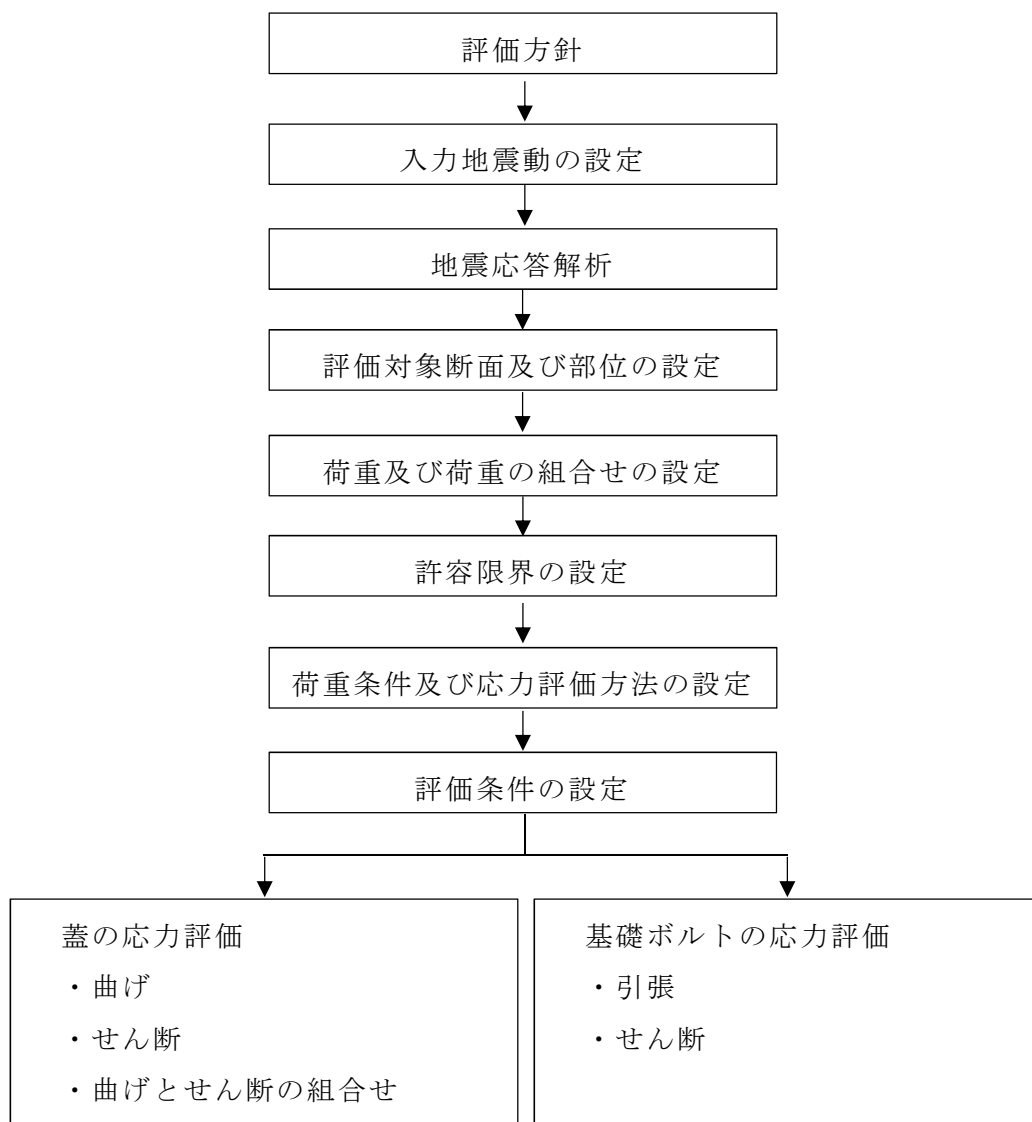 評価方針
入力地震動の設定
地震応答解析
評価対象断面及び部位の設定
荷重及び荷重の組合せの設定
許容限界の設定
荷重条件及び応力評価方法の設定
評価条件の設定
蓋の応力評価
・曲げ
・せん断
・曲げとせん断の組合せ
基礎ボルトの応力評価
・引張
・せん断